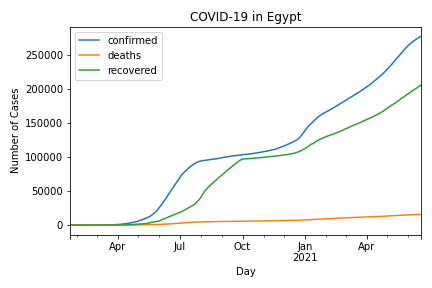 COVID-19 in Egypt
confirmed
deaths
recovered
Number of Cases
250000
200000
150000
100000
50000
0
Apr
Jul
Oct
Jan
2021
Apr
Day